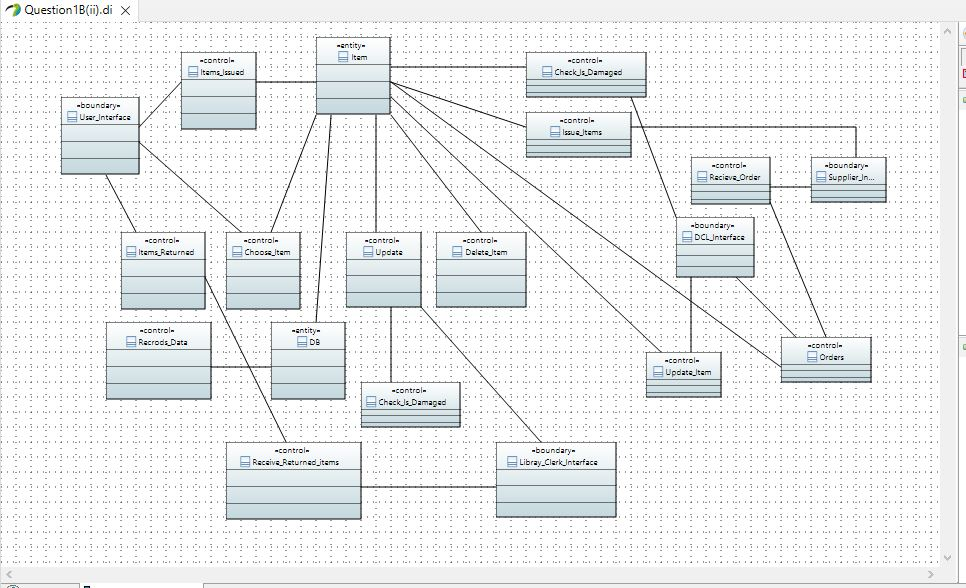 Question1B(ii).di
«entity»
Item
«control»
Items_Issued
«control»
Check_Is_Damaged
«boundary»
User_Interface
«control»
Issue_Items
«control»
Recieve_Order
«boundary»
Supplier_In...
«boundary»
DCL_Interface
«control»
Items_Returned
«control»
Choose_Item
«control»
Update
«control»
Delete_Item
«control»
Recrods_Data
«entity»
DB
«control»
Orders
«control»
Update_Item
«control»
Check_Is_Damaged
«control»
Receive_Returned_items
«boundary»
Libray_Clerk_Interface